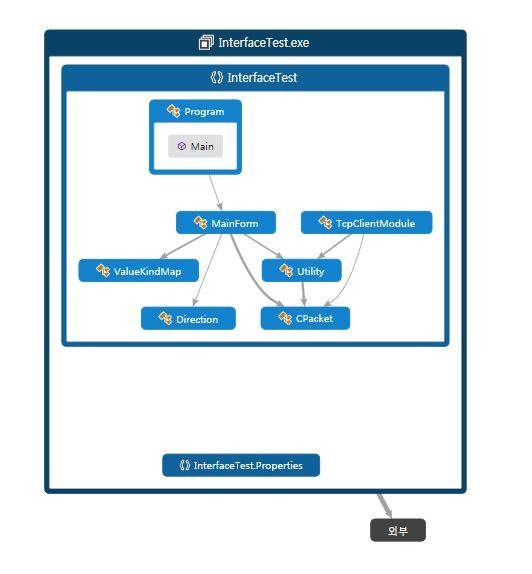 InterfaceTest.exe
InterfaceTest
Program
Main
MainForm
TcpClientModule
ValueKindMap
Utility
Direction
CPacket
InterfaceTest.Properties
외부